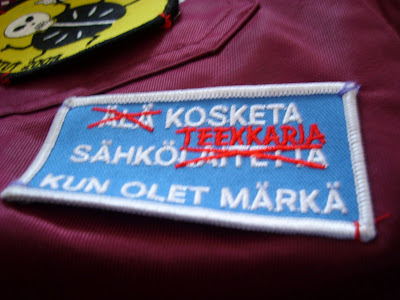 ÄLÄ KOSKETA
TEEKKARIA
SÄHKÖLAITETTA
KUN OLET MÄRKÄ